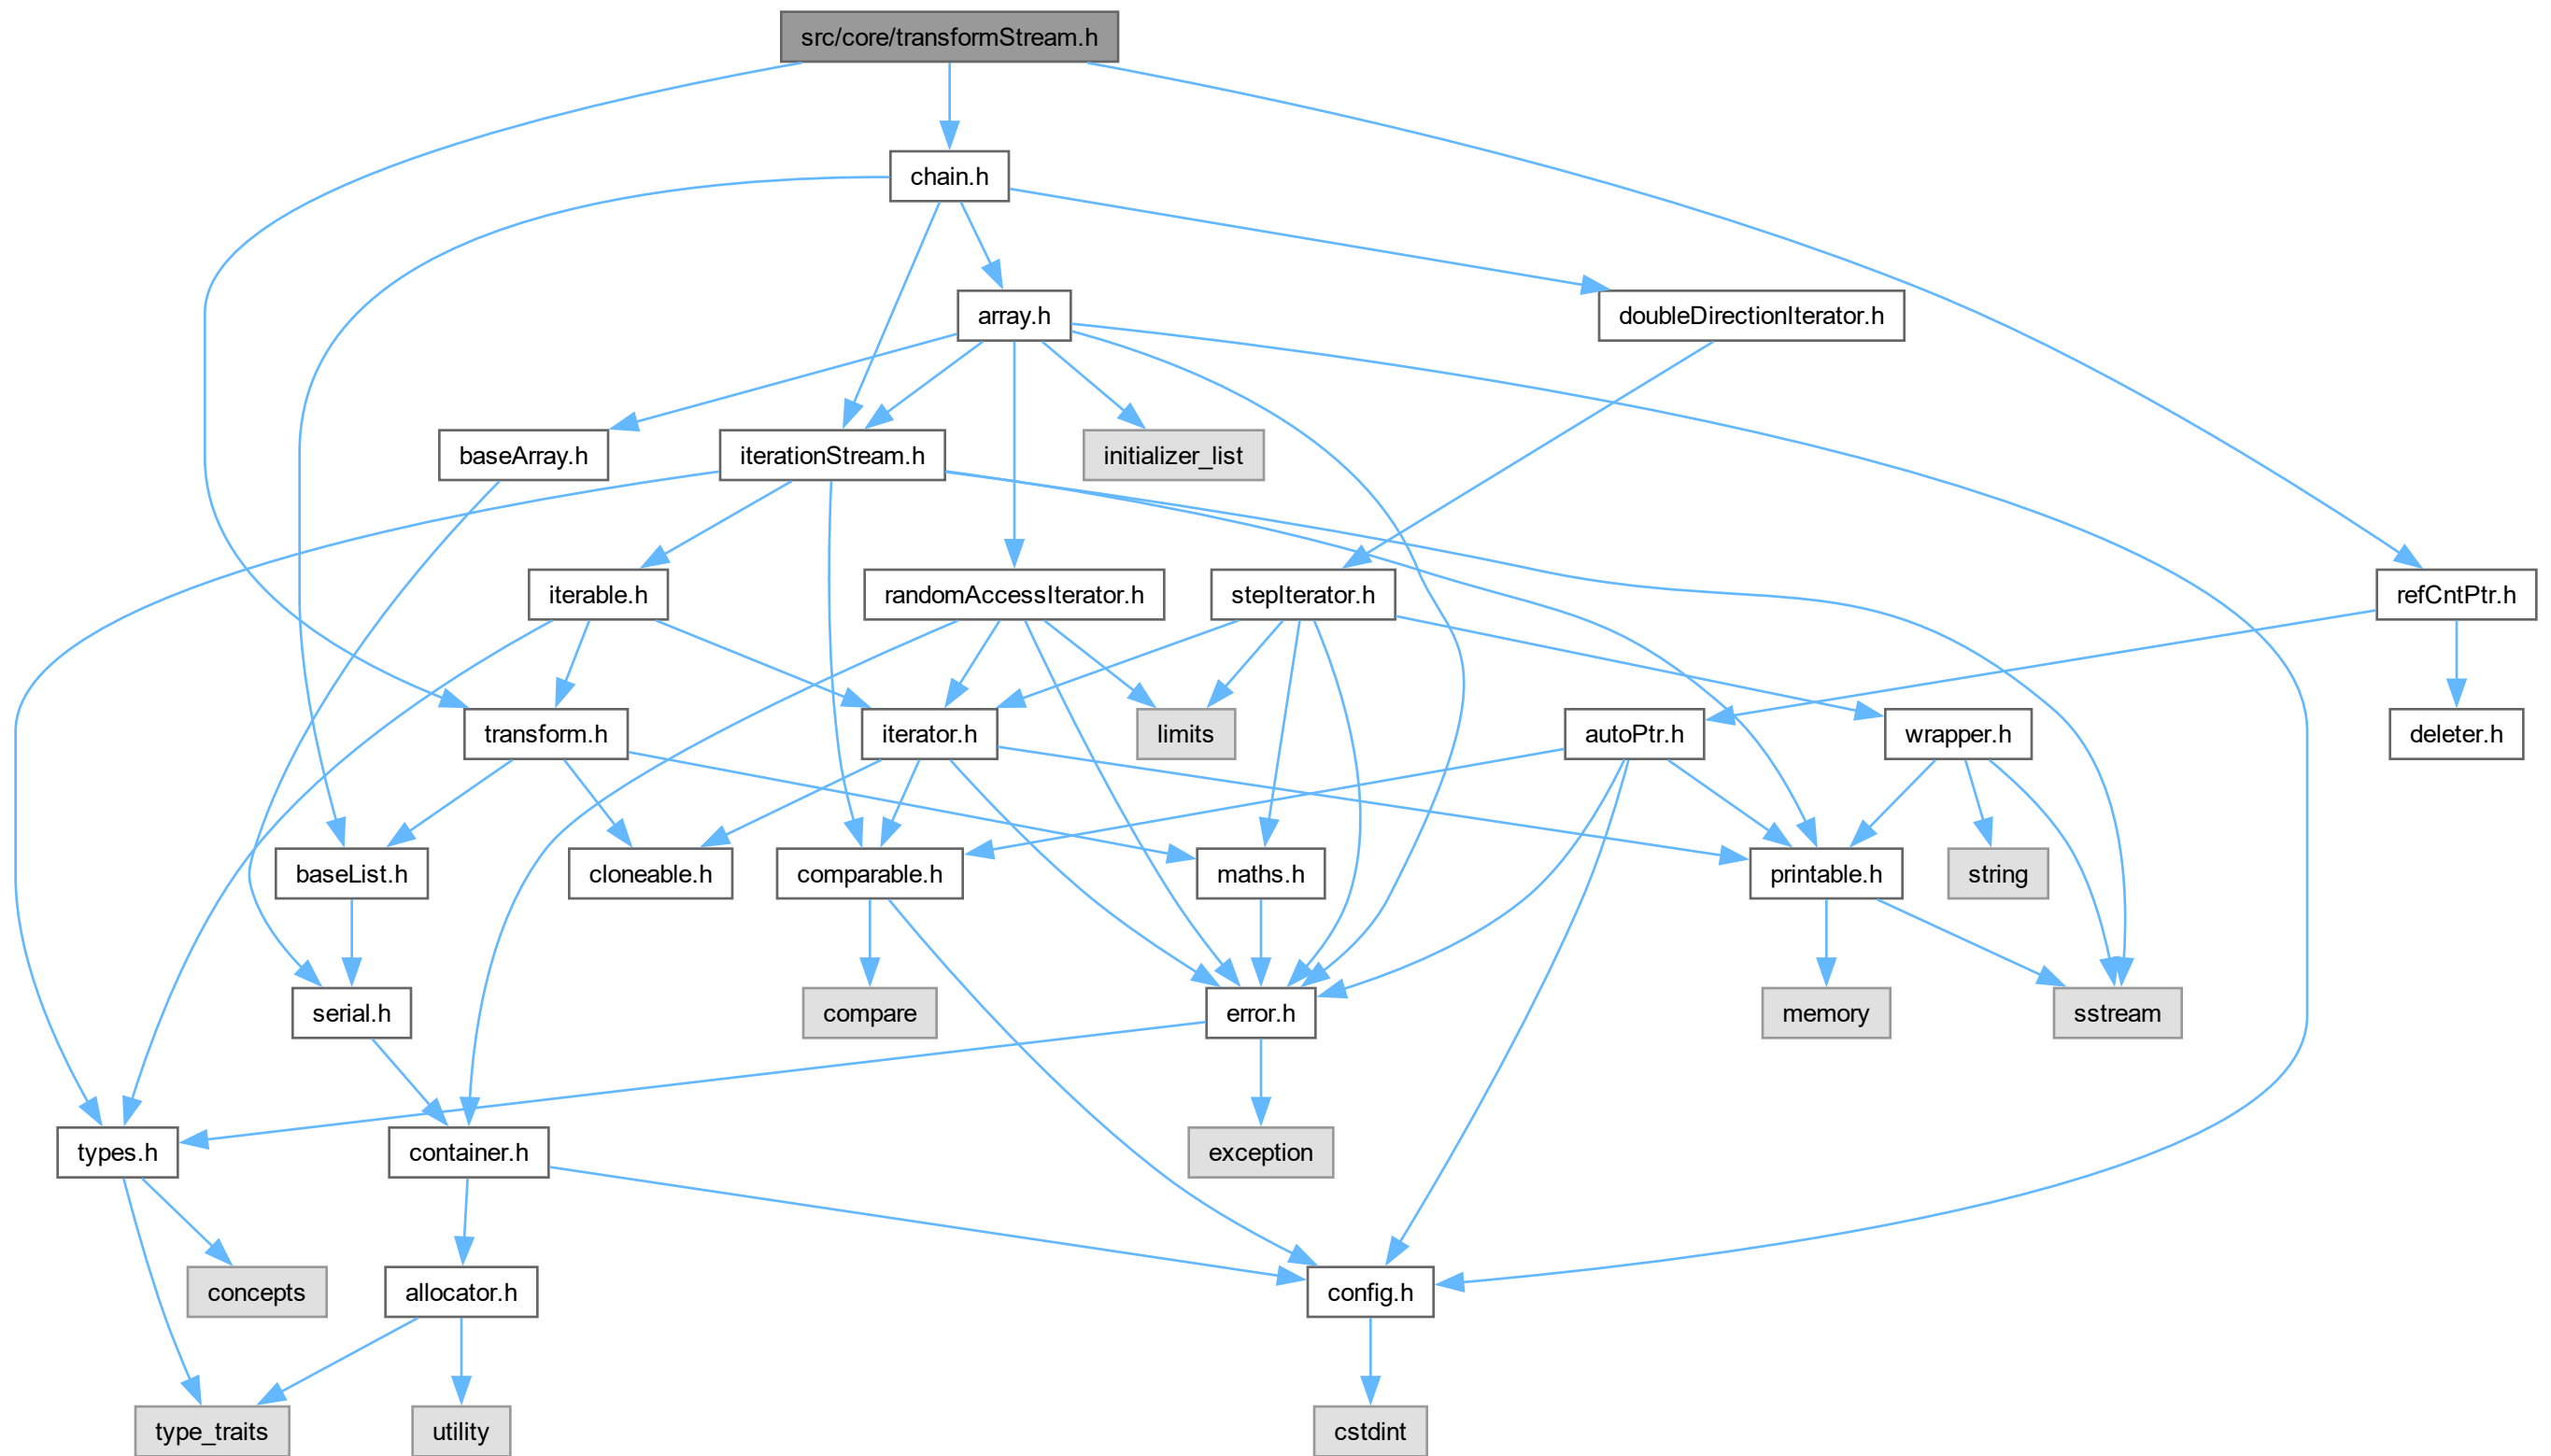 src/core/transformStream.h
chain.h
array.h
doubleDirectionIterator.h
baseArray.h
iterationStream.h
initializer_list
iterable.h
randomAccessIterator.h
stepIterator.h
refCntPtr.h
transform.h
iterator.h
limits
autoPtr.h
wrapper.h
deleter.h
baseList.h
cloneable.h
comparable.h
maths.h
printable.h
string
serial.h
compare
error.h
memory
sstream
types.h
container.h
exception
concepts
allocator.h
config.h
type_traits
utility
cstdint